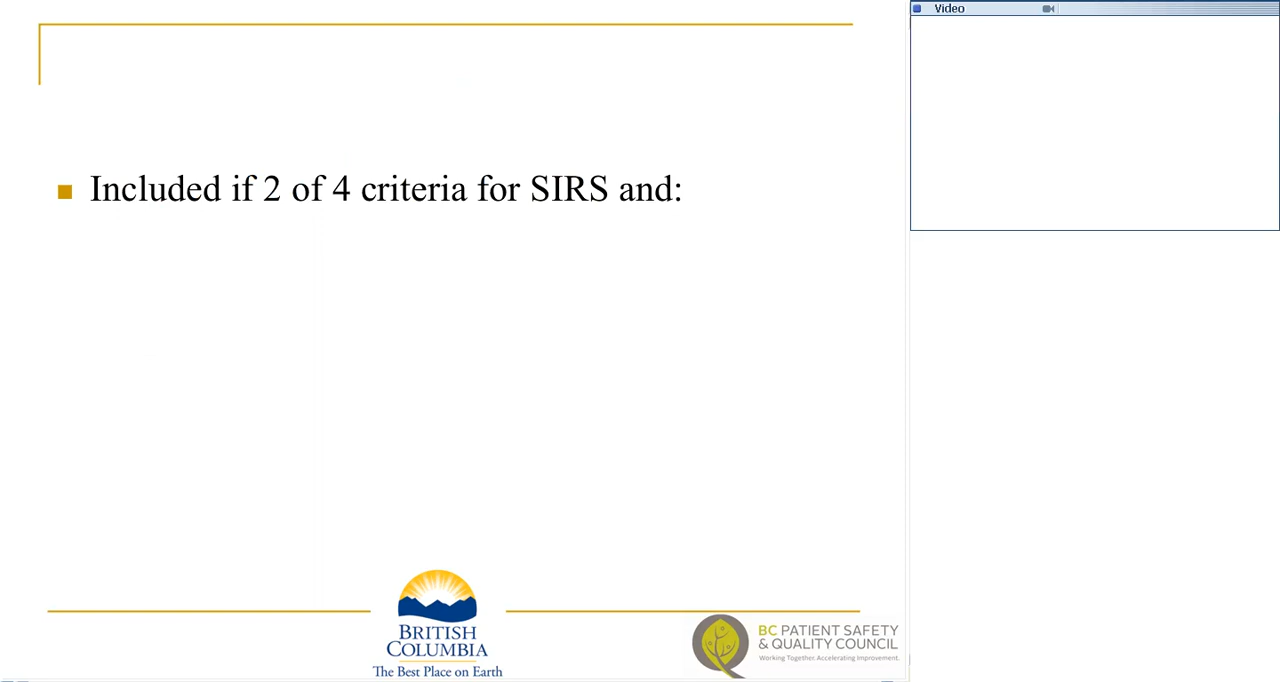 Video
Included if 2 of 4 criteria for SIRS and:
BRITISH
COLUMBIA
The Best Place on Earth
BC PATIENT SAFETY
& QUALITY COUNCIL
Working Together. Accelerating Improvement.